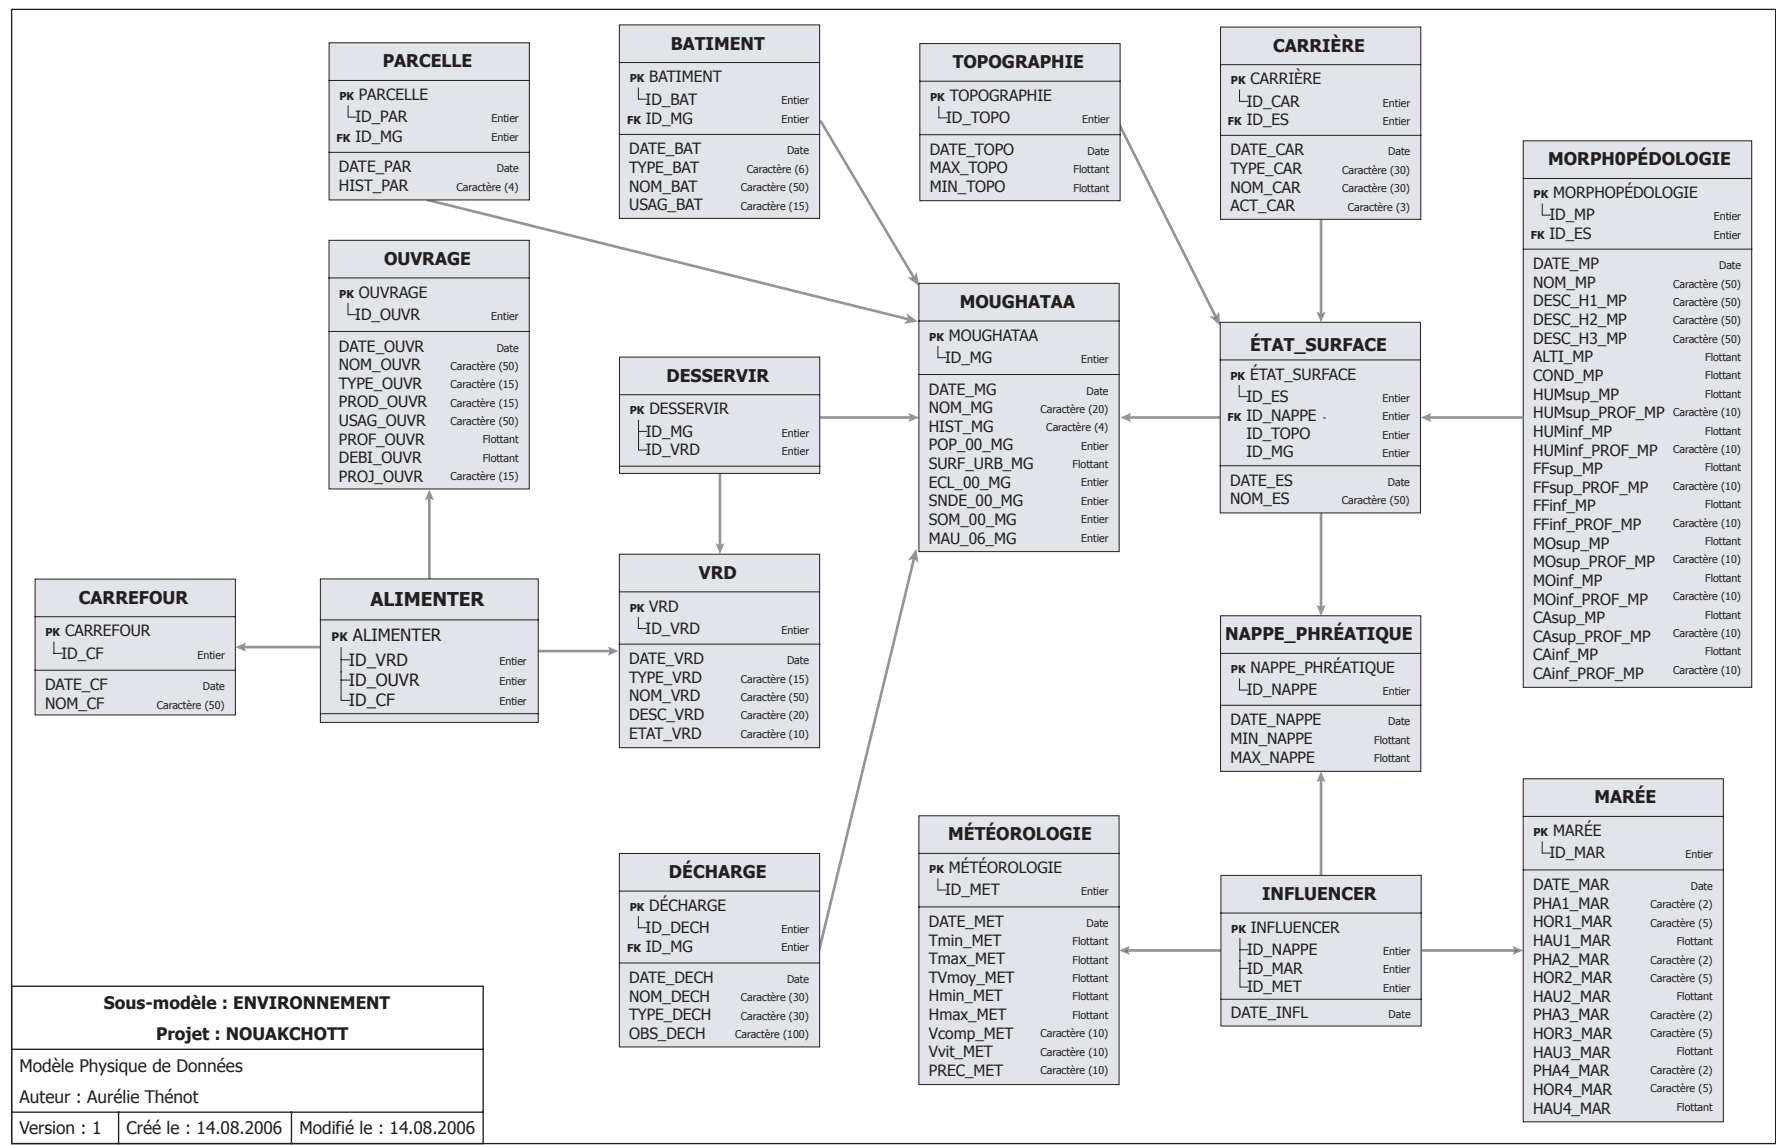 PARCELLE
PK PARCELLE
ID_PAR Entier
FK ID_MG Entier
DATE_PAR Date
HIST_PAR Caractère (4)
BATIMENT
PK BATIMENT
ID_BAT Entier
FK ID_MG Entier
DATE_BAT Date
TYPE_BAT Caractère (6)
NOM_BAT Caractère (50)
USAG_BAT Caractère (15)
TOPOGRAPHIE
PK TOPOGRAPHIE
ID_TOPO Entier
DATE_TOPO Date
MAX_TOPO Flottant
MIN_TOPO Flottant
CARRIÈRE
PK CARRIÈRE
ID_CAR Entier
FK ID_ES Entier
DATE_CAR Date
TYPE_CAR Caractère (30)
NOM_CAR Caractère (30)
ACT_CAR Caractère (3)
MORPH0PÉDOLOGIE
PK MORPHOPÉDOLOGIE
ID_MP Entier
FK ID_ES Entier
DATE_MP Date
NOM_MP Caractère (50)
DESC_H1_MP Caractère (50)
DESC_H2_MP Caractère (50)
DESC_H3_MP Caractère (50)
ALTI_MP Flottant
COND_MP Flottant
HUMsup_MP Flottant
HUMsup_PROF_MP Caractère (10)
HUMinf_MP Flottant
HUMinf_PROF_MP Caractère (10)
FFsup_MP Flottant
FFsup_PROF_MP Caractère (10)
FFinf_MP Flottant
FFinf_PROF_MP Caractère (10)
MOsup_MP Flottant
MOsup_PROF_MP Caractère (10)
MOinf_MP Flottant
MOinf_PROF_MP Caractère (10)
CAsup_MP Flottant
CAsup_PROF_MP Caractère (10)
CAinf_MP Flottant
CAinf_PROF_MP Caractère (10)
OUVRAGE
PK OUVRAGE
ID_OUVR Entier
DATE_OUVR Date
NOM_OUVR Caractère (50)
TYPE_OUVR Caractère (15)
PROD_OUVR Caractère (15)
USAG_OUVR Caractère (50)
PROF_OUVR Flottant
DEBI_OUVR Flottant
PROJ_OUVR Caractère (15)
DESSERVIR
PK DESSERVIR
ID_MG Entier
ID_VRD Entier
MOUGHATAA
PK MOUGHATAA
ID_MG Entier
DATE_MG Date
NOM_MG Caractère (20)
HIST_MG Caractère (4)
POP_00_MG Entier
SURF_URB_MG Flottant
ECL_00_MG Entier
SNDE_00_MG Entier
SOM_00_MG Entier
MAU_06_MG Entier
ÉTAT_SURFACE
PK ÉTAT_SURFACE
ID_ES Entier
FK ID_NAPPE - Entier
ID_TOPO Entier
ID_MG Entier
DATE_ES Date
NOM_ES Caractère (50)
CARREFOUR
PK CARREFOUR
ID_CF Entier
DATE_CF Date
NOM_CF Caractère (50)
ALIMENTER
PK ALIMENTER
ID_VRD Entier
ID_OUVR Entier
ID_CF Entier
VRD
PK VRD
ID_VRD Entier
DATE_VRD Date
TYPE_VRD Caractère (15)
NOM_VRD Caractère (50)
DESC_VRD Caractère (20)
ETAT_VRD Caractère (10)
NAPPE_PHRÉATIQUE
PK NAPPE_PHRÉATIQUE
ID_NAPPE Entier
DATE_NAPPE Date
MIN_NAPPE Flottant
MAX_NAPPE Flottant
DÉCHARGE
PK DÉCHARGE
ID_DECH Entier
FK ID_MG Entier
DATE_DECH Date
NOM_DECH Caractère (30)
TYPE_DECH Caractère (30)
OBS_DECH Caractère (100)
MÉTÉOROLOGIE
PK MÉTÉOROLOGIE
ID_MET Entier
DATE_MET Date
Tmin_MET Flottant
Tmax_MET Flottant
TVmoy_MET Flottant
Hmin_MET Flottant
Hmax_MET Flottant
Vcomp_MET Caractère (10)
Vvit_MET Caractère (10)
PREC_MET Caractère (10)
INFLUENCER
PK INFLUENCER
ID_NAPPE Entier
ID_MAR Entier
ID_MET Entier
DATE_INFL Date
MARÉE
PK MARÉE
ID_MAR Entier
DATE_MAR Date
PHA1_MAR Caractère (2)
HOR1_MAR Caractère (5)
HAU1_MAR Flottant
PHA2_MAR Caractère (2)
HOR2_MAR Caractère (5)
HAU2_MAR Flottant
PHA3_MAR Caractère (2)
HOR3_MAR Caractère (5)
HAU3_MAR Flottant
PHA4_MAR Caractère (2)
HOR4_MAR Caractère (5)
HAU4_MAR Flottant
Sous-modèle : ENVIRONNEMENT
Projet : NOUAKCHOTT
Modèle Physique de Données
Auteur : Aurélie Thénot
Version : 1 Créé le : 14.08.2006 Modifié le : 14.08.2006